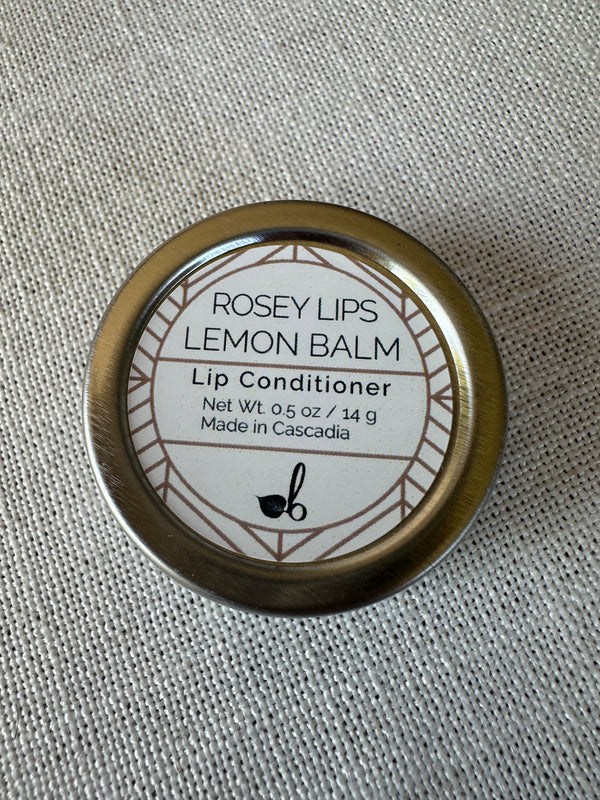 ROSEY LIPS
LEMON BALM
Lip Conditioner
Net Wt. 0.5 oz / 14 g
Made in Cascadia
b